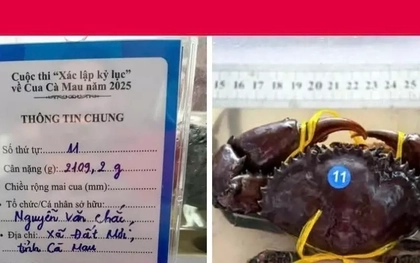 Cuộc thi “Xác lập kỷ lục”
về Cua Cà Mau năm 2025
THÔNG TIN CHUNG
Số thứ tự: 11
Cân nặng (g): 2109,2 g
Chiều rộng mai cua (mm):
Tổ chức/Cá nhân sở hữu:
Nguyễn Văn Chái,
Địa chỉ: Xã Đất Mới,
tỉnh Cà Mau
15 16 17 18 19 20 21 22 23 24 25
11